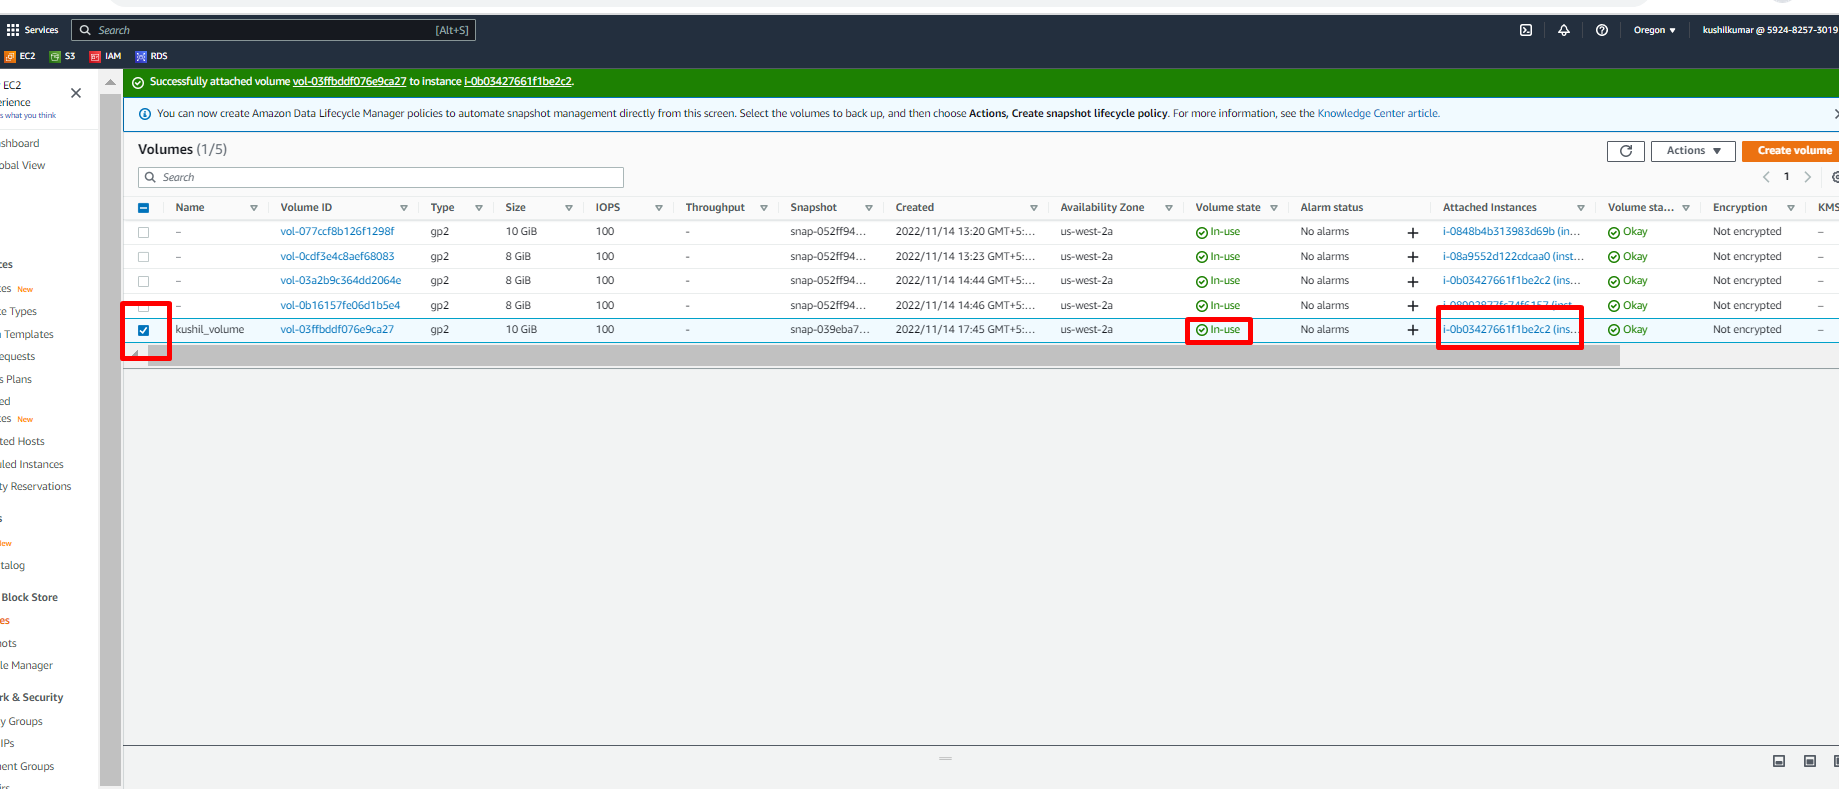 Services Search [Alt+S] Oregon ▼ kushilkumar @ 5924-8257-3019
EC2 S3 IAM RDS
EC2
erience
s what you think
shboard
obal View
ces
ces New
ce Types
h Templates
equests
s Plans
ed
ces New
ted Hosts
uled Instances
ty Reservations
s
New
atalog
Block Store
es
hots
le Manager
rk & Security
y Groups
IPs
ment Groups
Successfully attached volume vol-03ffbddf076e9ca27 to instance i-0b03427661f1be2c2.
You can now create Amazon Data Lifecycle Manager policies to automate snapshot management directly from this screen. Select the volumes to back up, and then choose Actions, Create snapshot lifecycle policy. For more information, see the Knowledge Center article.
Volumes (1/5) Actions ▼ Create volume
Search 1
Name Volume ID Type Size IOPS Throughput Snapshot Created Availability Zone Volume state Alarm status Attached Instances Volume sta... Encryption KMS
– vol-077ccf8b126f1298f gp2 10 GiB 100 - snap-052ff94... 2022/11/14 13:20 GMT+5:... us-west-2a In-use No alarms + i-0848b4b313983d69b (in... Okay Not encrypted –
– vol-0cdf3e4c8aef68083 gp2 8 GiB 100 - snap-052ff94... 2022/11/14 13:23 GMT+5:... us-west-2a In-use No alarms + i-08a9552d122cdcaa0 (inst... Okay Not encrypted –
– vol-03a2b9c364dd2064e gp2 8 GiB 100 - snap-052ff94... 2022/11/14 14:44 GMT+5:... us-west-2a In-use No alarms + i-0b03427661f1be2c2 (ins... Okay Not encrypted –
– vol-0b16157fe06d1b5e4 gp2 8 GiB 100 - snap-052ff94... 2022/11/14 14:46 GMT+5:... us-west-2a In-use No alarms + Okay Not encrypted –
kushil_volume vol-03ffbddf076e9ca27 gp2 10 GiB 100 - snap-039eba7... 2022/11/14 17:45 GMT+5:... us-west-2a In-use No alarms + i-0b03427661f1be2c2 (ins... Okay Not encrypted –